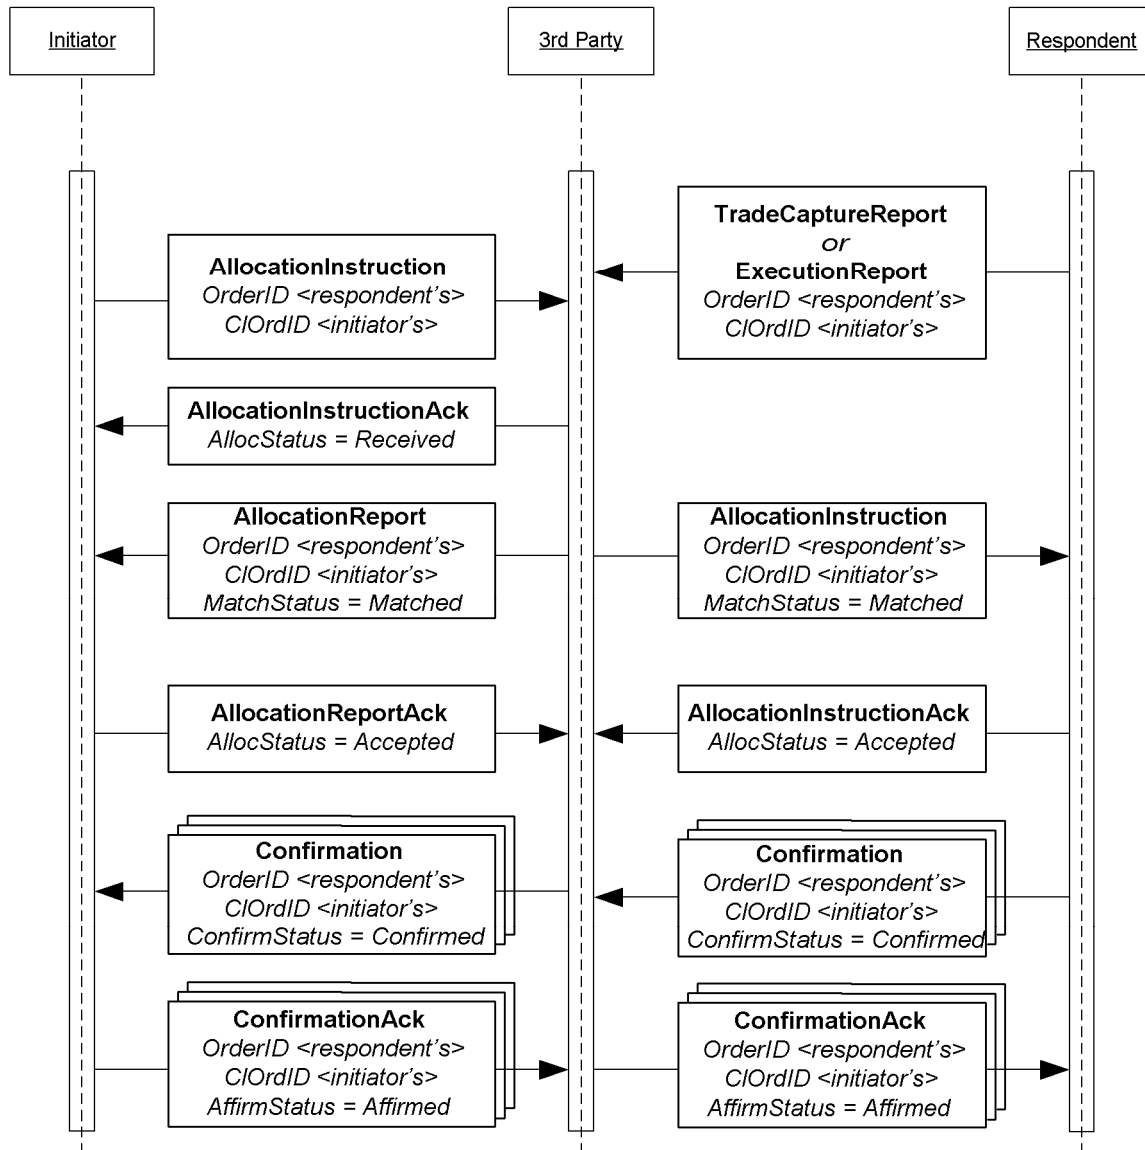 Initiator
3rd Party
Respondent
TradeCaptureReport
or
ExecutionReport
OrderID <respondent's>
ClOrdID <initiator's>
AllocationInstruction
OrderID <respondent's>
ClOrdID <initiator's>
AllocationInstructionAck
AllocStatus = Received
AllocationReport
OrderID <respondent's>
ClOrdID <initiator's>
MatchStatus = Matched
AllocationInstruction
OrderID <respondent's>
ClOrdID <initiator's>
MatchStatus = Matched
AllocationReportAck
AllocStatus = Accepted
AllocationInstructionAck
AllocStatus = Accepted
Confirmation
OrderID <respondent's>
ClOrdID <initiator's>
ConfirmStatus = Confirmed
Confirmation
OrderID <respondent's>
ClOrdID <initiator's>
ConfirmStatus = Confirmed
ConfirmationAck
OrderID <respondent's>
ClOrdID <initiator's>
AffirmStatus = Affirmed
ConfirmationAck
OrderID <respondent's>
ClOrdID <initiator's>
AffirmStatus = Affirmed